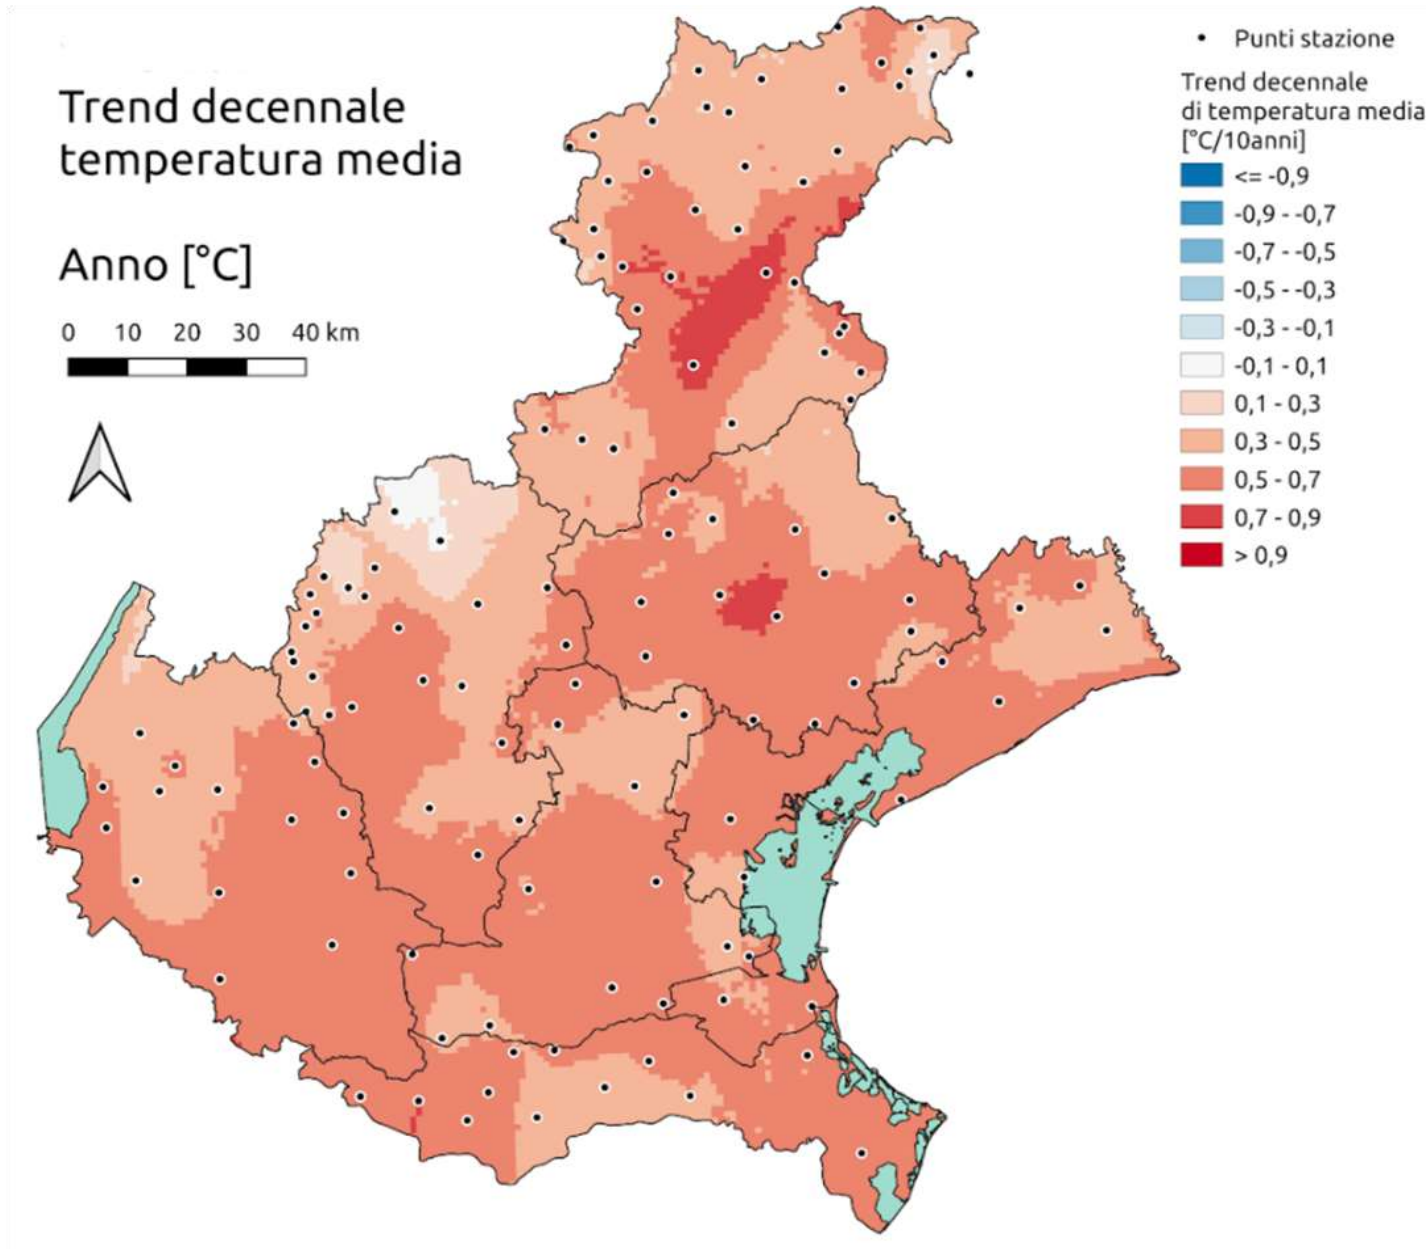 Trend decennale
temperatura media
Anno [°C]
0 10 20 30 40 km
Punti stazione
Trend decennale
di temperatura media
[°C/10anni]
<= -0,9
-0,9 - -0,7
-0,7 - -0,5
-0,5 - -0,3
-0,3 - -0,1
-0,1 - 0,1
0,1 - 0,3
0,3 - 0,5
0,5 - 0,7
0,7 - 0,9
> 0,9